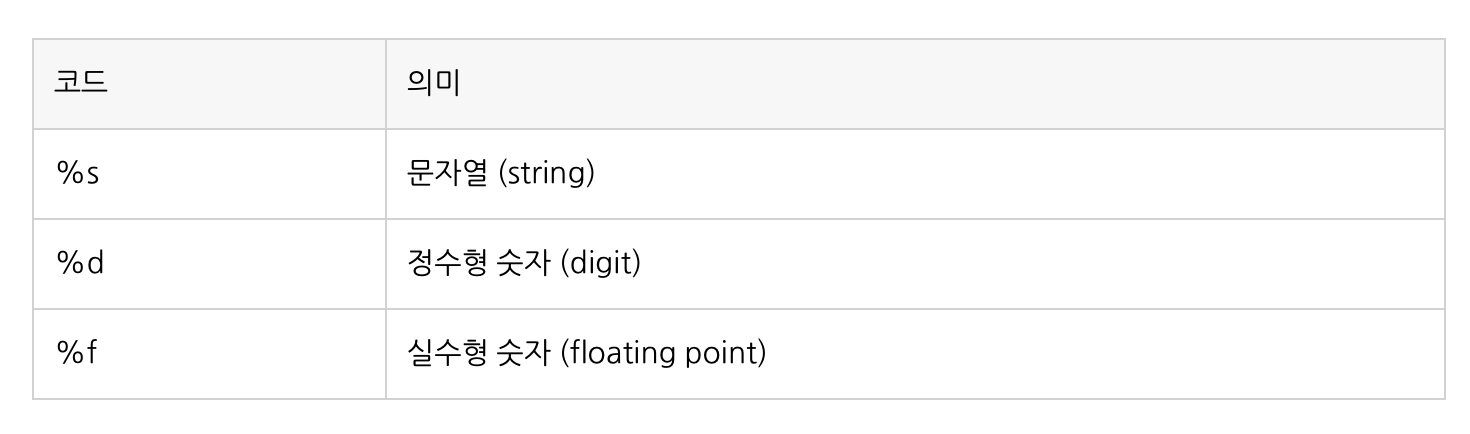 코드 의미
%s 문자열 (string)
%d 정수형 숫자 (digit)
%f 실수형 숫자 (floating point)